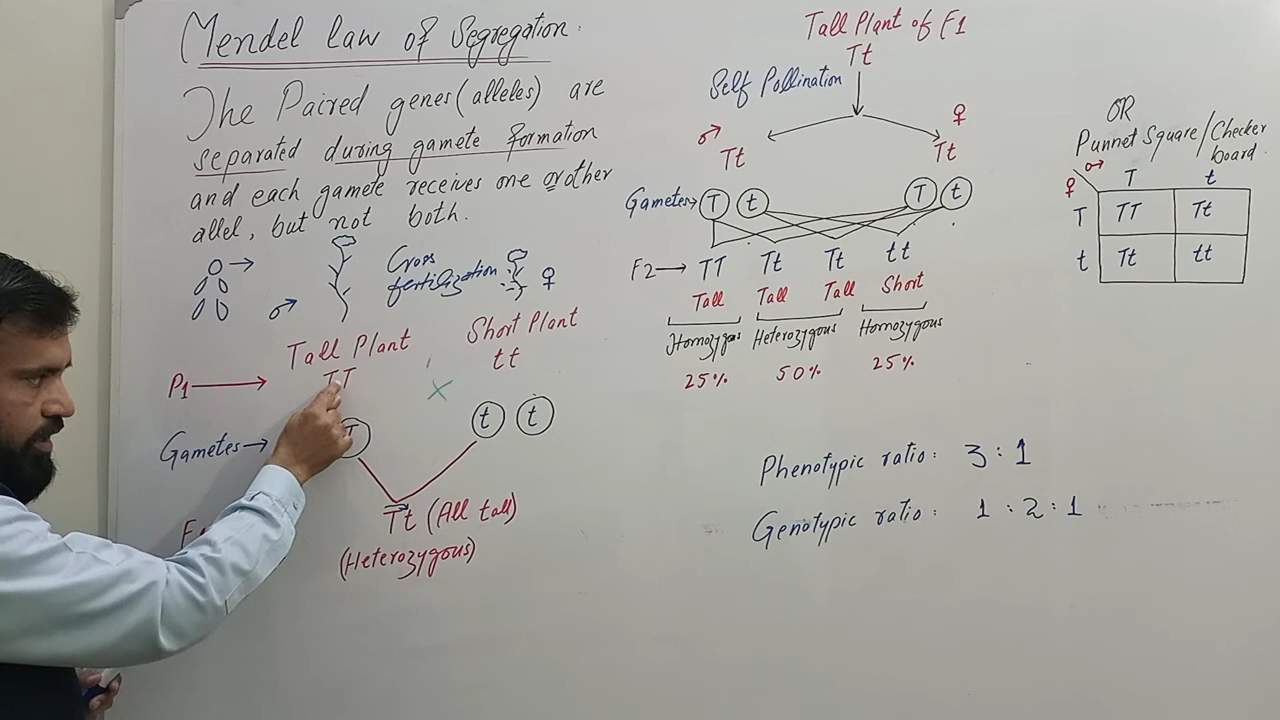 Mendel law of Segregation.
The Paired genes (alleles) are
separated during gamete formation
and each gamete receives one or other
allel, but not both.
Cross
fertilization
♂
♀
Tall Plant
Short Plant
P1 →
TT
×
tt
Gametes →
T
t
t
Tt (All tall)
(Heterozygous)
Tall Plant of F1
Tt
Self Pollination
♂
♀
Tt
Tt
Gametes →
T
t
T
t
F2 →
TT
Tt
Tt
tt
Tall
Tall
Tall
Short
Homozygous
Heterozygous
Homozygous
25%
50%
25%
OR
Punnet Square/Checker
board.
♂
♀
T
t
T
TT
Tt
t
Tt
tt
Phenotypic ratio: 3:1
Genotypic ratio: 1:2:1